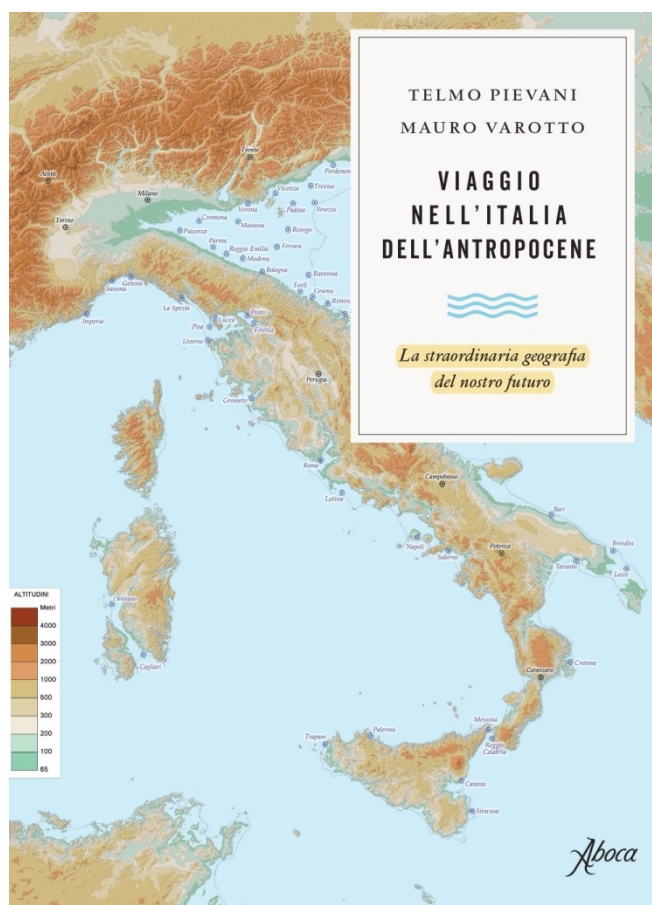 TELMO PIEVANI
MAURO VAROTTO
VIAGGIO
NELL'ITALIA
DELL'ANTROPOCENE
La straordinaria geografia
del nostro futuro
Trento
Aosta
Milano
Torino
Vicenza
Treviso
Verona
Padova
Venezia
Cremona
Mantova
Rovigo
Piacenza
Parma
Reggio Emilia
Ferrara
Modena
Bologna
Ravenna
Forlì
Cesena
Genova
Savona
Imperia
La Spezia
Lucca
Prato
Pisa
Firenze
Livorno
Perugia
Grosseto
Roma
Latina
Campobasso
Bari
Napoli
Salerno
Potenza
Brindisi
Taranto
Lecce
Oristano
Cagliari
Crotone
Catanzaro
Messina
Reggio
Calabria
Trapani
Palermo
Catania
Siracusa
ALTITUDINI
Metri
4000
3000
2000
1000
500
300
200
100
65
Aboca